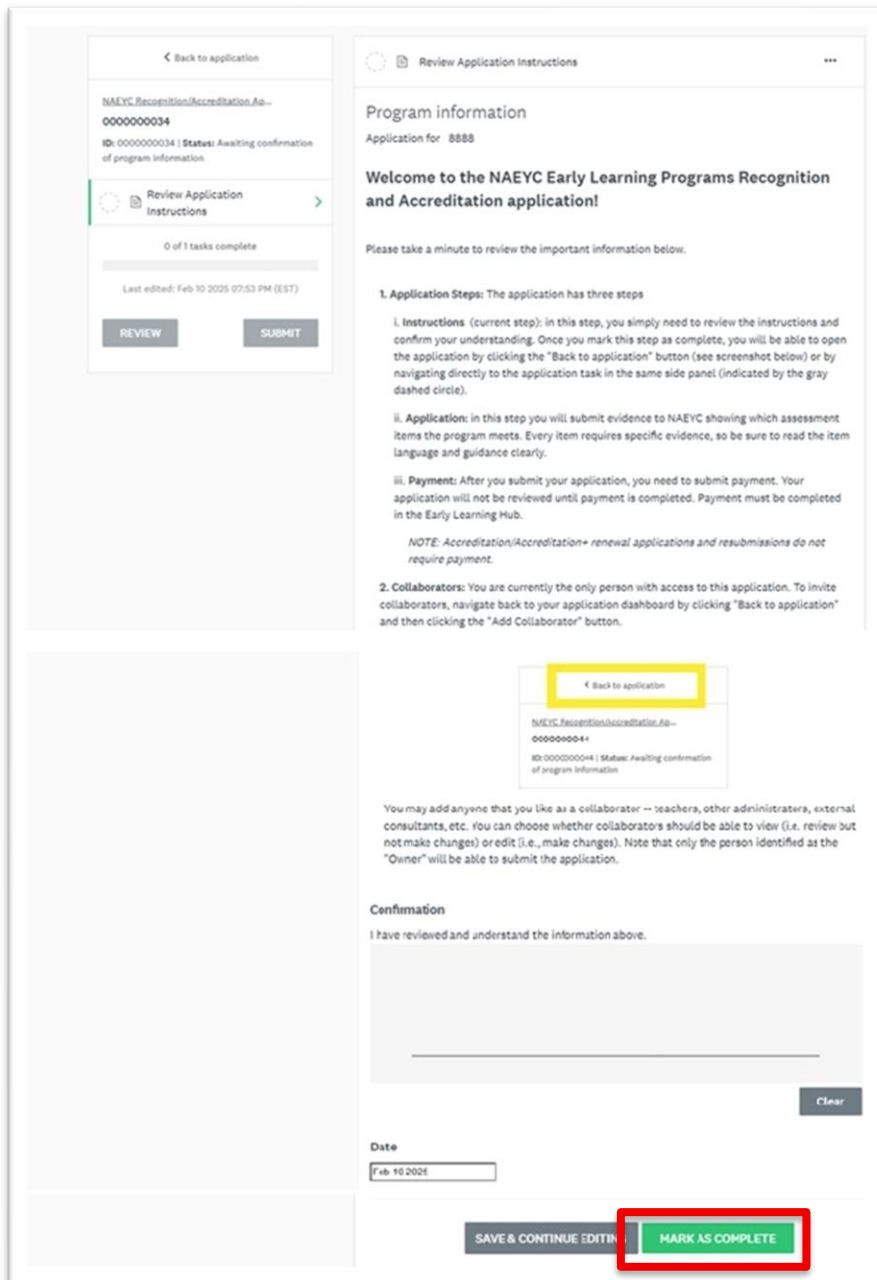 Back to application
NAEYC Recognition/Accreditation Ap...
0000000034
ID: 0000000034 | Status: Awaiting confirmation
of program information
Review Application
Instructions
0 of 1 tasks complete
Last edited: Feb 10 2025 07:53 PM (EST)
REVIEW SUBMIT
Review Application Instructions ...
Program information
Application for 8888
Welcome to the NAEYC Early Learning Programs Recognition
and Accreditation application!
Please take a minute to review the important information below.
1. Application Steps: The application has three steps
i. Instructions (current step): in this step, you simply need to review the instructions and
confirm your understanding. Once you mark this step as complete, you will be able to open
the application by clicking the "Back to application" button (see screenshot below) or by
navigating directly to the application task in the same side panel (indicated by the gray
dashed circle).
ii. Application: in this step you will submit evidence to NAEYC showing which assessment
items the program meets. Every item requires specific evidence, so be sure to read the item
language and guidance clearly.
iii. Payment: After you submit your application, you need to submit payment. Your
application will not be reviewed until payment is completed. Payment must be completed
in the Early Learning Hub.
NOTE: Accreditation/Accreditation+ renewal applications and resubmissions do not
require payment.
2. Collaborators: You are currently the only person with access to this application. To invite
collaborators, navigate back to your application dashboard by clicking "Back to application"
and then clicking the "Add Collaborator" button.
Back to application
NAEYC Recognition/Accreditation Ap...
0000000044
ID: 0000000044 | Status: Awaiting confirmation
of program information
You may add anyone that you like as a collaborator -- teachers, other administrators, external
consultants, etc. You can choose whether collaborators should be able to view (i.e. review but
not make changes) or edit (i.e., make changes). Note that only the person identified as the
"Owner" will be able to submit the application.
Confirmation
I have reviewed and understand the information above.
Clear
Date
Feb 10 2025
SAVE & CONTINUE EDITING MARK AS COMPLETE